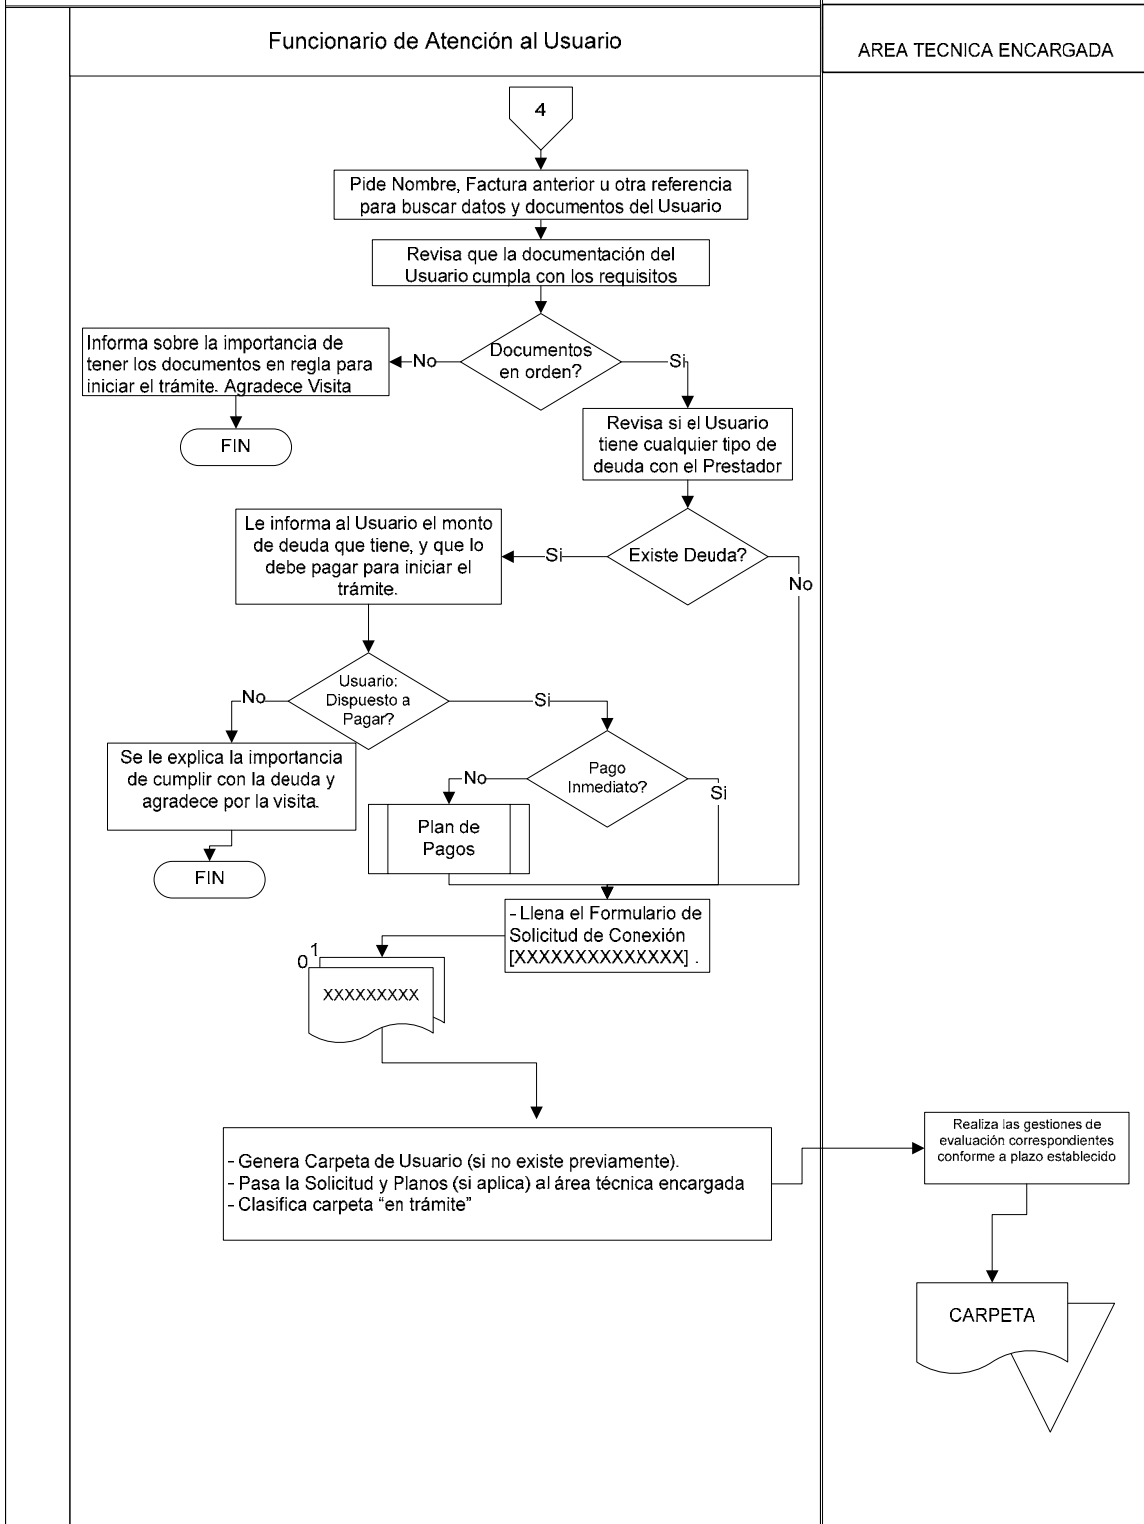 Funcionario de Atención al Usuario
AREA TECNICA ENCARGADA
4
Pide Nombre, Factura anterior u otra referencia
para buscar datos y documentos del Usuario
Revisa que la documentación del
Usuario cumpla con los requisitos
Documentos
en orden?
No
Si
Informa sobre la importancia de
tener los documentos en regla para
iniciar el trámite. Agradece Visita
FIN
Revisa si el Usuario
tiene cualquier tipo de
deuda con el Prestador
Existe Deuda?
Si
No
Le informa al Usuario el monto
de deuda que tiene, y que lo
debe pagar para iniciar el
trámite.
Usuario:
Dispuesto a
Pagar?
No
Si
Se le explica la importancia
de cumplir con la deuda y
agradece por la visita.
FIN
Pago
Inmediato?
No
Si
Plan de
Pagos
- Llena el Formulario de
Solicitud de Conexión
[XXXXXXXXXXXXXX] .
1
0
XXXXXXXXX
- Genera Carpeta de Usuario (si no existe previamente).
- Pasa la Solicitud y Planos (si aplica) al área técnica encargada
- Clasifica carpeta “en trámite”
Realiza las gestiones de
evaluación correspondientes
conforme a plazo establecido
CARPETA